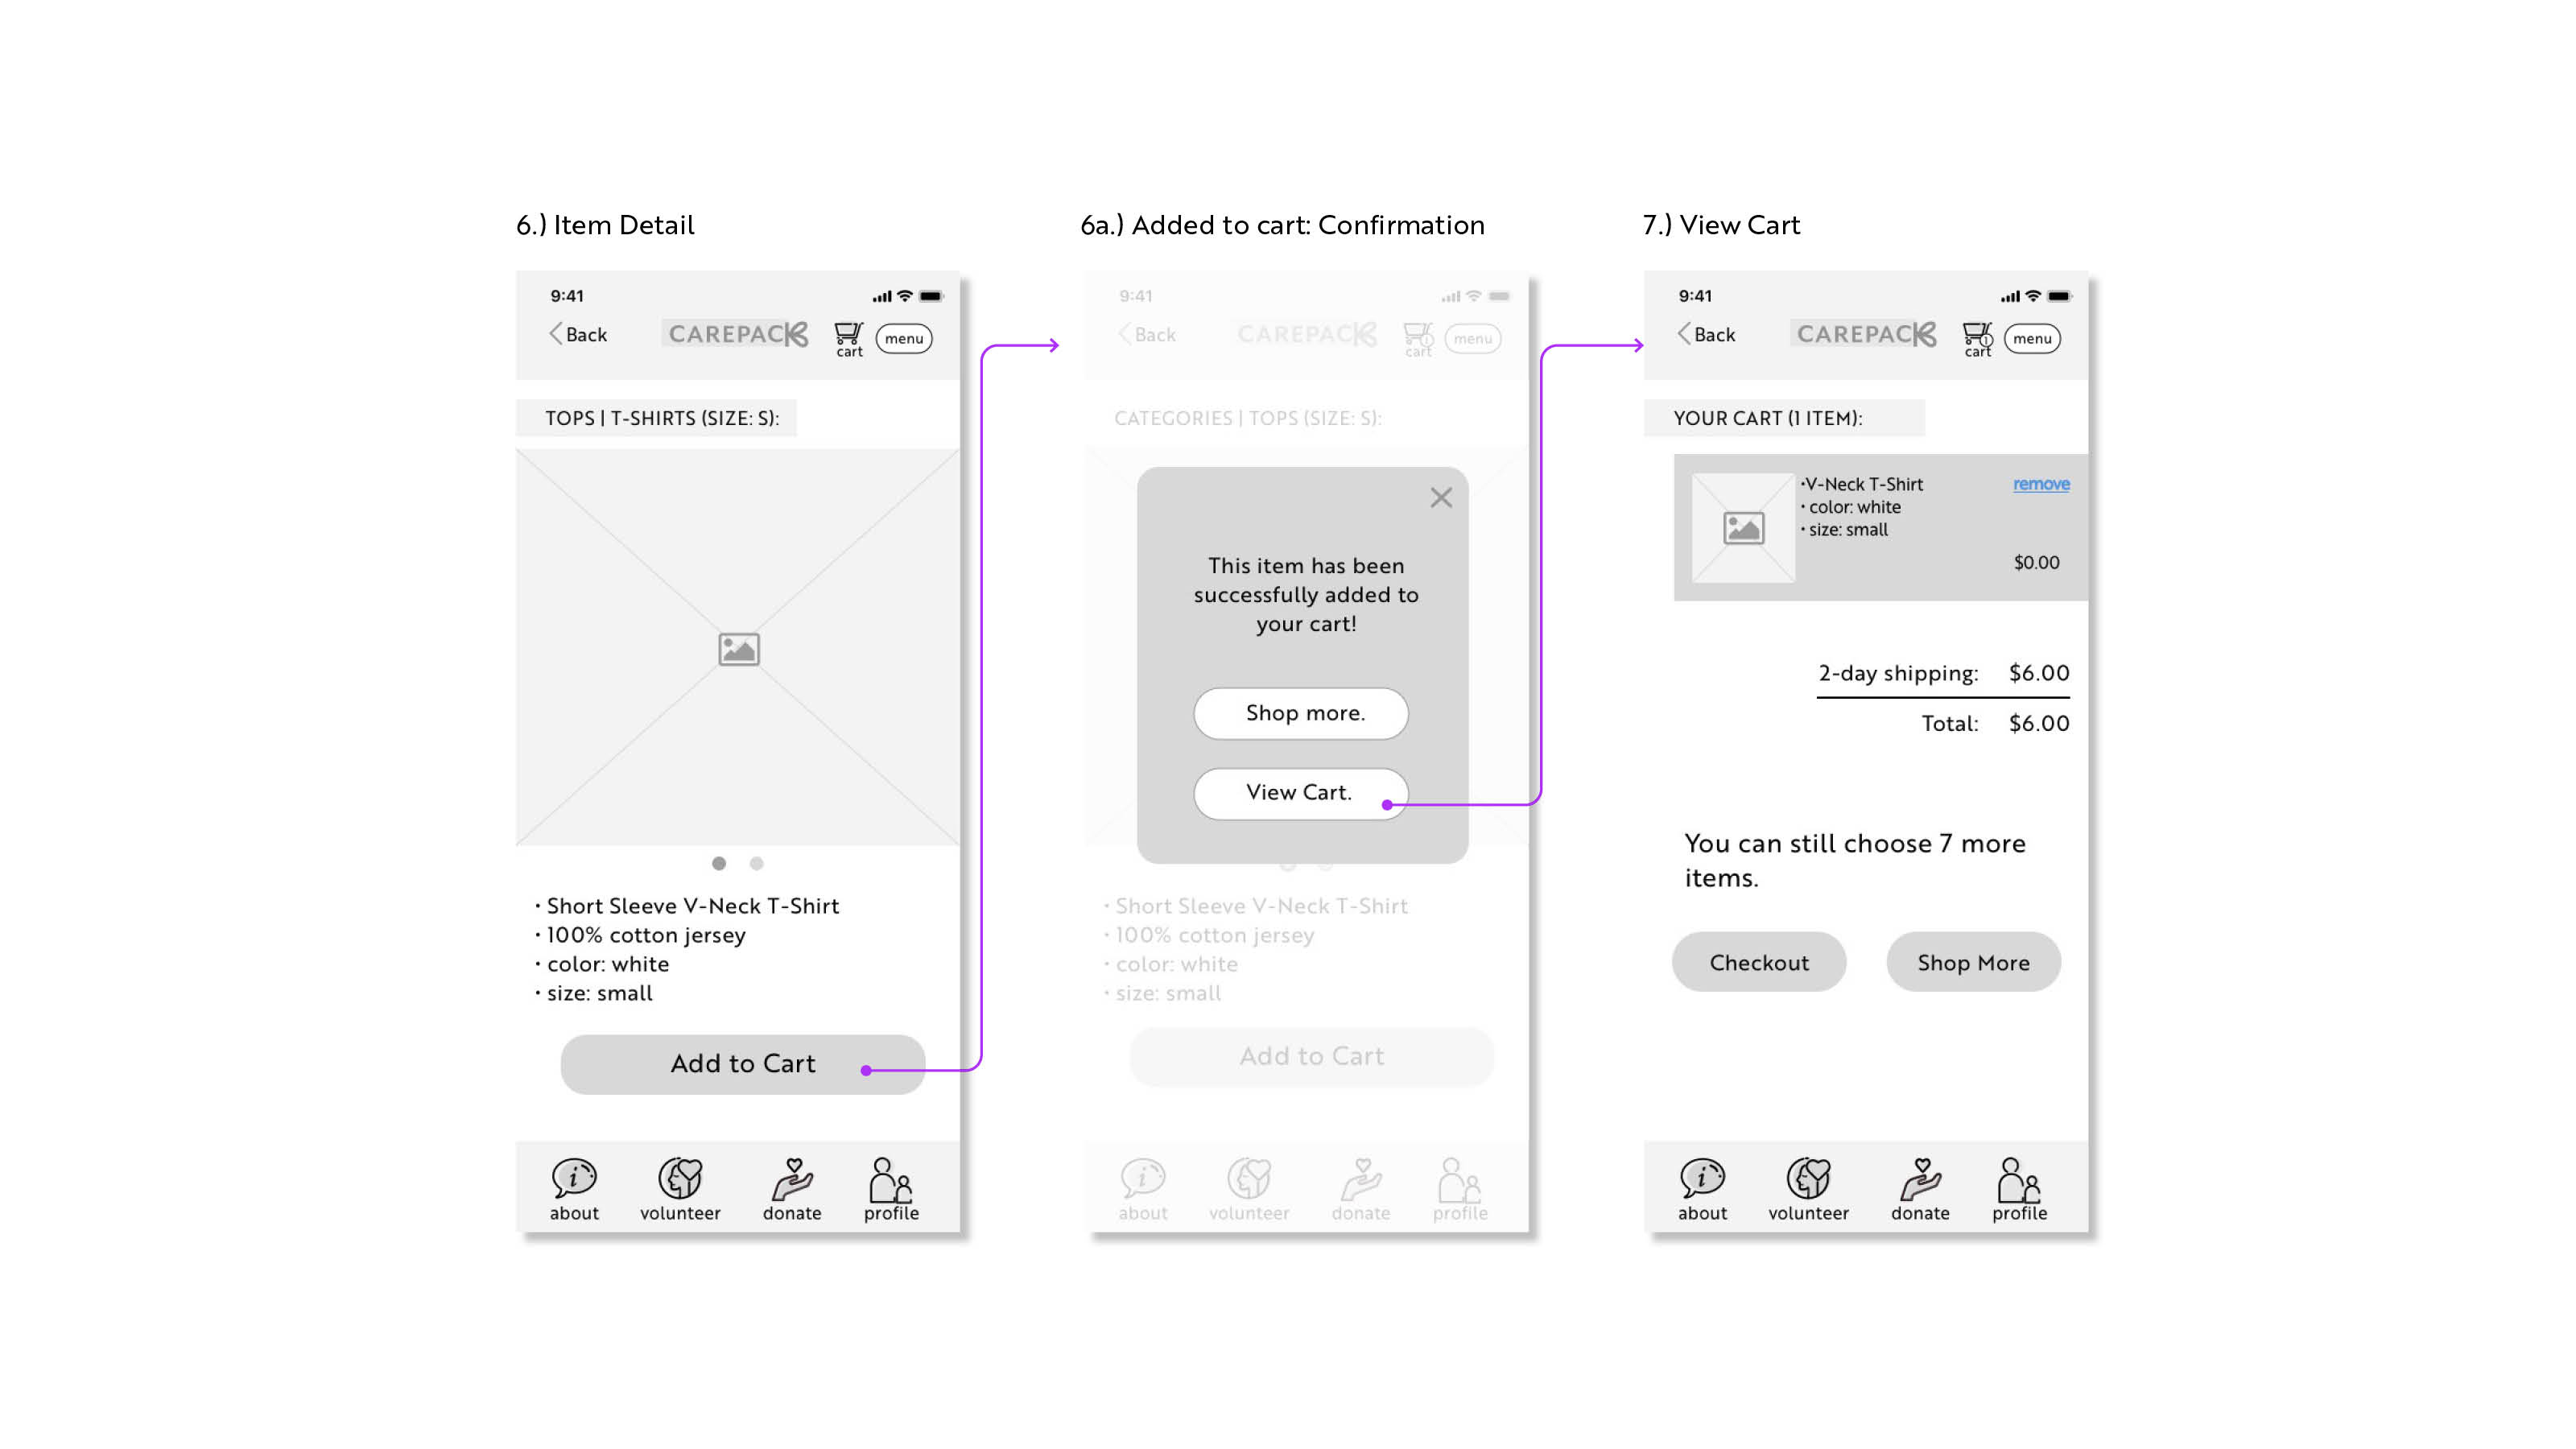 6.) Item Detail
9:41
Back
CAREPACK
cart
menu
TOPS | T-SHIRTS (SIZE: S):
• Short Sleeve V-Neck T-Shirt
• 100% cotton jersey
• color: white
• size: small
Add to Cart
about
volunteer
donate
profile
6a.) Added to cart: Confirmation
9:41
Back
CAREPACK
1
cart
menu
CATEGORIES | TOPS (SIZE: S):
This item has been
successfully added to
your cart!
Shop more.
View Cart.
• Short Sleeve V-Neck T-Shirt
• 100% cotton jersey
• color: white
• size: small
Add to Cart
about
volunteer
donate
profile
7.) View Cart
9:41
Back
CAREPACK
1
cart
menu
YOUR CART (1 ITEM):
•V-Neck T-Shirt
remove
• color: white
• size: small
$0.00
2-day shipping: $6.00
Total: $6.00
You can still choose 7 more
items.
Checkout
Shop More
about
volunteer
donate
profile